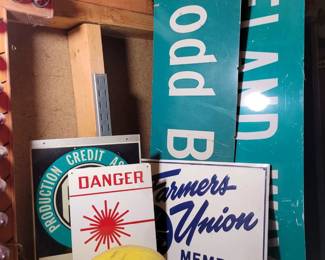 odd B
ELAND
PRODUCTION CREDIT AS
DANGER
Farmers
Union
MEMB